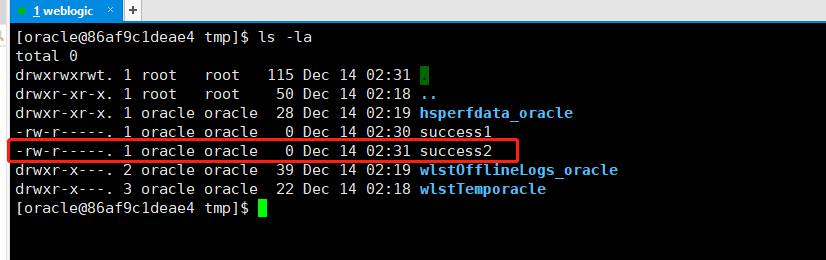 1 weblogic × +
[oracle@86af9c1deae4 tmp]$ ls -la
total 0
drwxrwxrwt. 1 root   root   115 Dec 14 02:31 .
drwxr-xr-x. 1 root   root    50 Dec 14 02:18 ..
drwxr-xr-x. 1 oracle oracle  28 Dec 14 02:19 hsperfdata_oracle
-rw-r-----. 1 oracle oracle   0 Dec 14 02:30 success1
-rw-r-----. 1 oracle oracle   0 Dec 14 02:31 success2
drwxr-x---. 2 oracle oracle  39 Dec 14 02:19 wlstOfflineLogs_oracle
drwxr-x---. 3 oracle oracle  22 Dec 14 02:18 wlstTemporacle
[oracle@86af9c1deae4 tmp]$